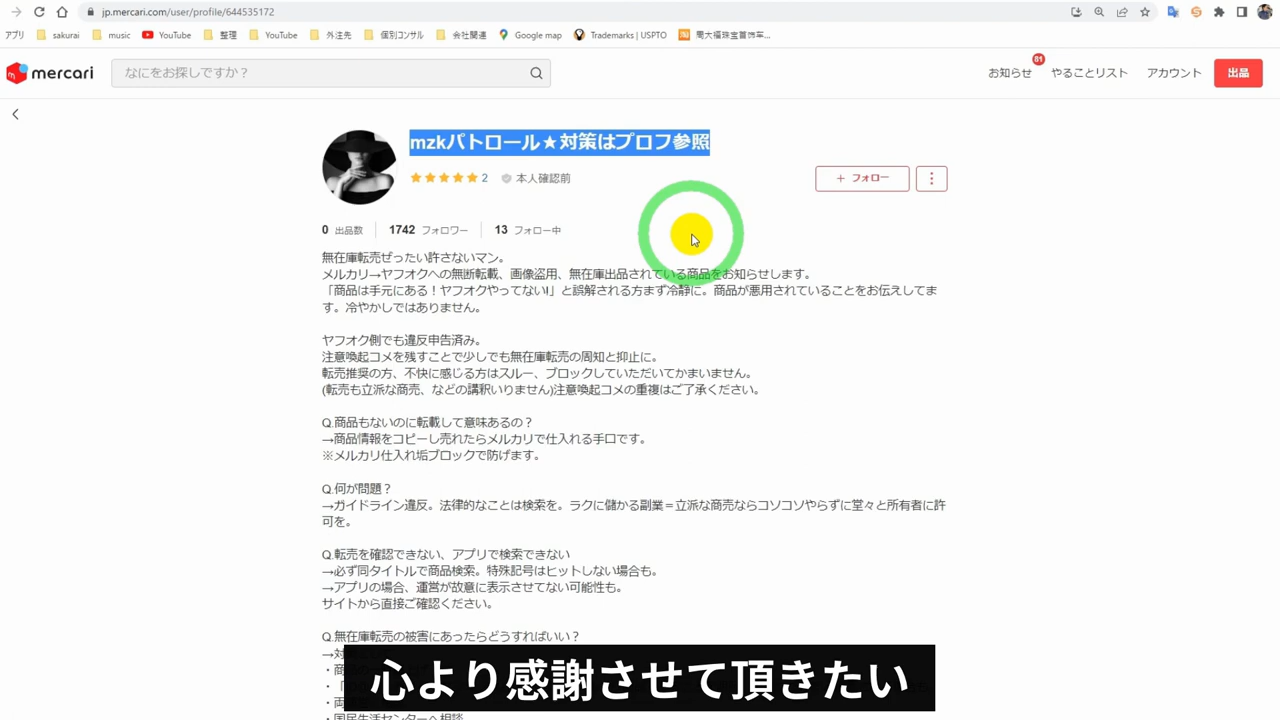 jp.mercari.com/user/profile/644535172
アプリ sakurai music YouTube 整理 YouTube 外注先 個別コンサル 会社関連 Google map Trademarks | USPTO 周大福珠宝首饰车...
mercari なにをお探しですか？ お知らせ 81 やることリスト アカウント 出品
mzkパトロール★対策はプロフ参照
2 本人確認前
＋ フォロー
0 出品数 1742 フォロワー 13 フォロー中
無在庫転売ぜったい許さないマン。
メルカリ→ヤフオクへの無断転載、画像盗用、無在庫出品されている商品をお知らせします。
「商品は手元にある！ヤフオクやってない!」と誤解される方まず冷静に。商品が悪用されていることをお伝えしてま
す。冷やかしではありません。
ヤフオク側でも違反申告済み。
注意喚起コメを残すことで少しでも無在庫転売の周知と抑止に。
転売推奨の方、不快に感じる方はスルー、ブロックしていただいてかまいません。
(転売も立派な商売、などの講釈いりません)注意喚起コメの重複はご了承ください。
Q.商品もないのに転載して意味あるの？
→商品情報をコピーし売れたらメルカリで仕入れる手口です。
※メルカリ仕入れ垢ブロックで防げます。
Q.何が問題？
→ガイドライン違反。法律的なことは検索を。ラクに儲かる副業＝立派な商売ならコソコソやらずに堂々と所有者に許
可を。
Q.転売を確認できない、アプリで検索できない
→必ず同タイトルで商品検索。特殊記号はヒットしない場合も。
→アプリの場合、運営が故意に表示させてない可能性も。
サイトから直接ご確認ください。
Q.無在庫転売の被害にあったらどうすればいい？
心より感謝させて頂きたい
・国民生活センターへ相談